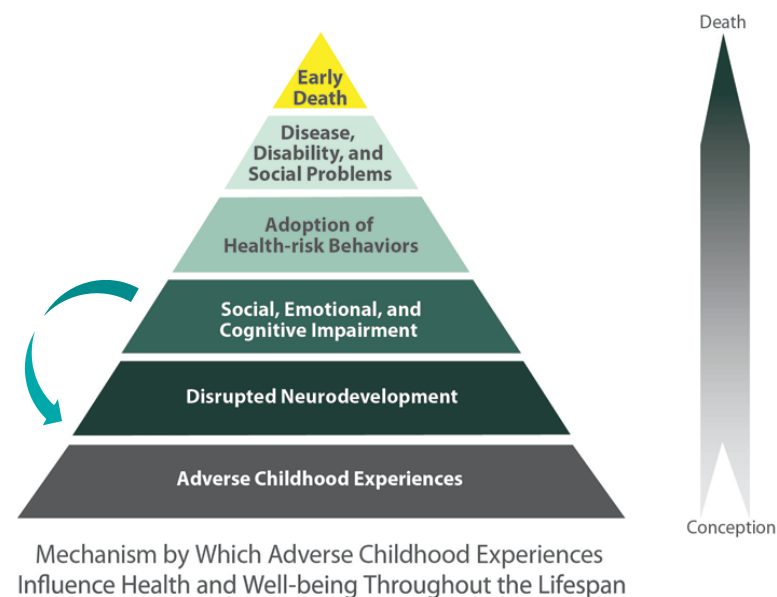 Death
Early
Death
Disease,
Disability, and
Social Problems
Adoption of
Health-risk Behaviors
Social, Emotional, and
Cognitive Impairment
Disrupted Neurodevelopment
Adverse Childhood Experiences
Conception
Mechanism by Which Adverse Childhood Experiences
Influence Health and Well-being Throughout the Lifespan